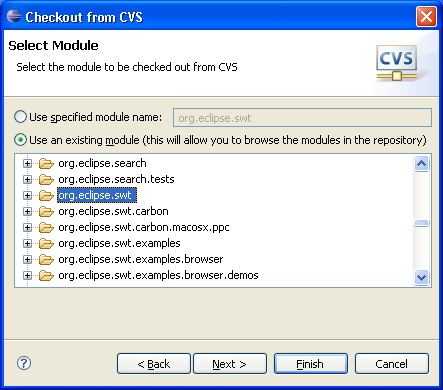 Checkout from CVS
Select Module
Select the module to be checked out from CVS
CVS
Use specified module name: org.eclipse.swt
Use an existing module (this will allow you to browse the modules in the repository)
org.eclipse.search
org.eclipse.search.tests
org.eclipse.swt
org.eclipse.swt.carbon
org.eclipse.swt.carbon.macosx.ppc
org.eclipse.swt.examples
org.eclipse.swt.examples.browser
org.eclipse.swt.examples.browser.demos
? < Back Next > Finish Cancel